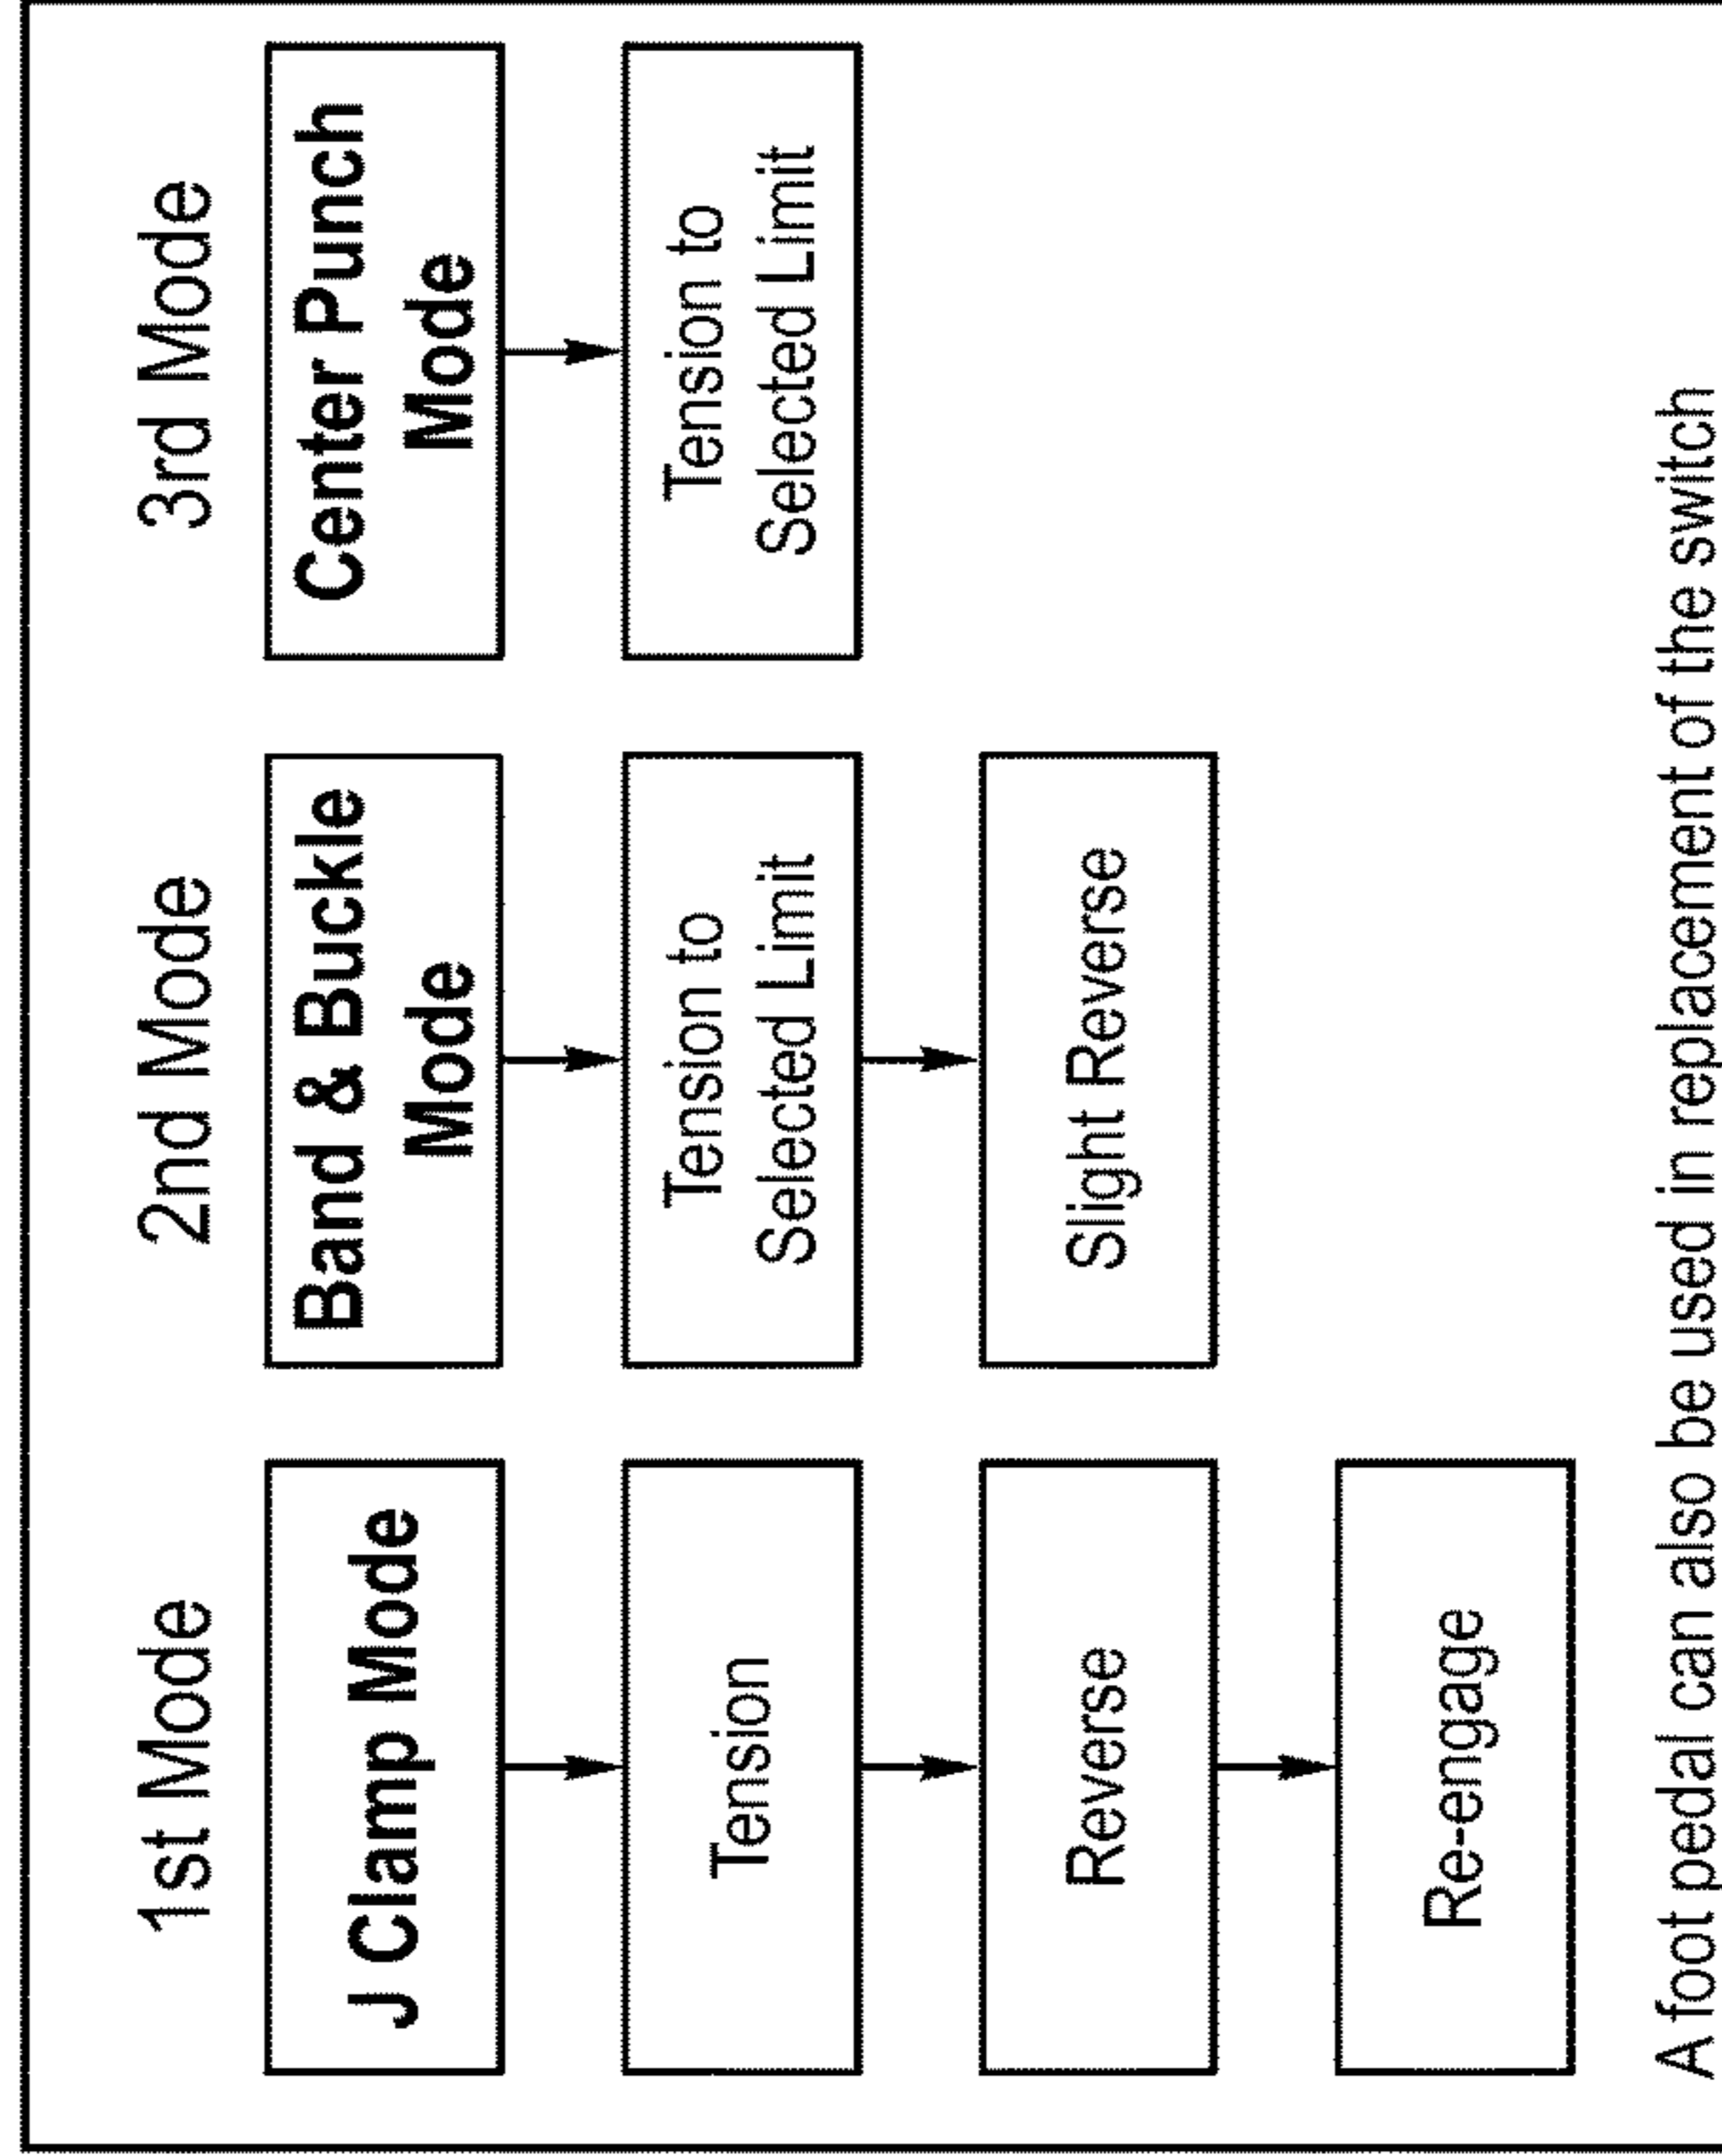 1st Mode
2nd Mode
3rd Mode
J Clamp Mode
Band & Buckle
Mode
Center Punch
Mode
Tension
Tension to
Selected Limit
Tension to
Selected Limit
Reverse
Slight Reverse
Re-engage
A foot pedal can also be used in replacement of the switch